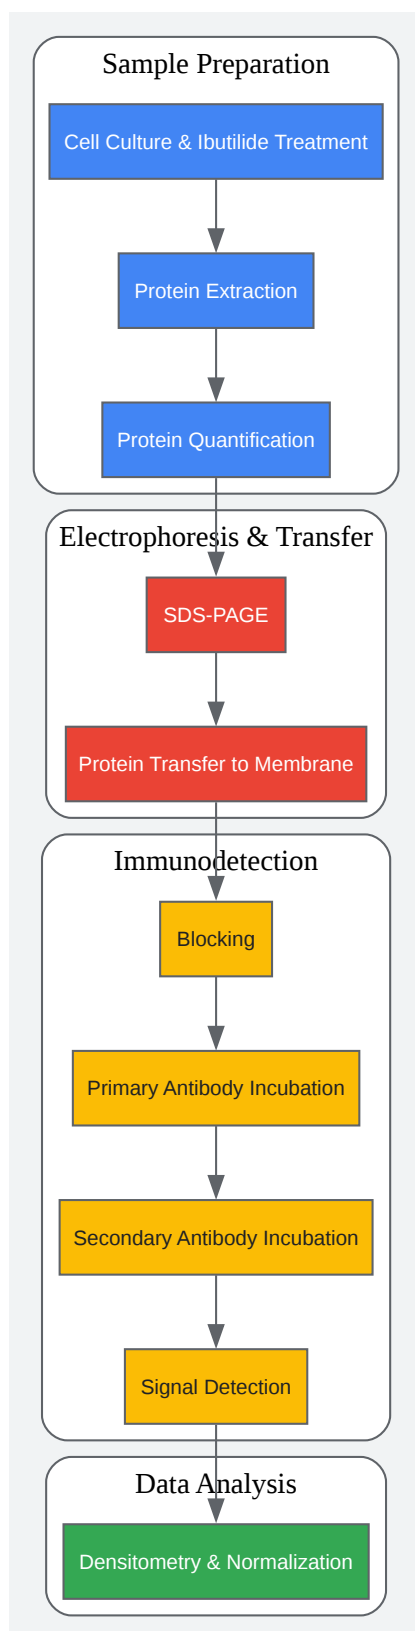 Sample Preparation
Cell Culture & Ibutilide Treatment
Protein Extraction
Protein Quantification
Electrophoresis & Transfer
SDS-PAGE
Protein Transfer to Membrane
Immunodetection
Blocking
Primary Antibody Incubation
Secondary Antibody Incubation
Signal Detection
Data Analysis
Densitometry & Normalization